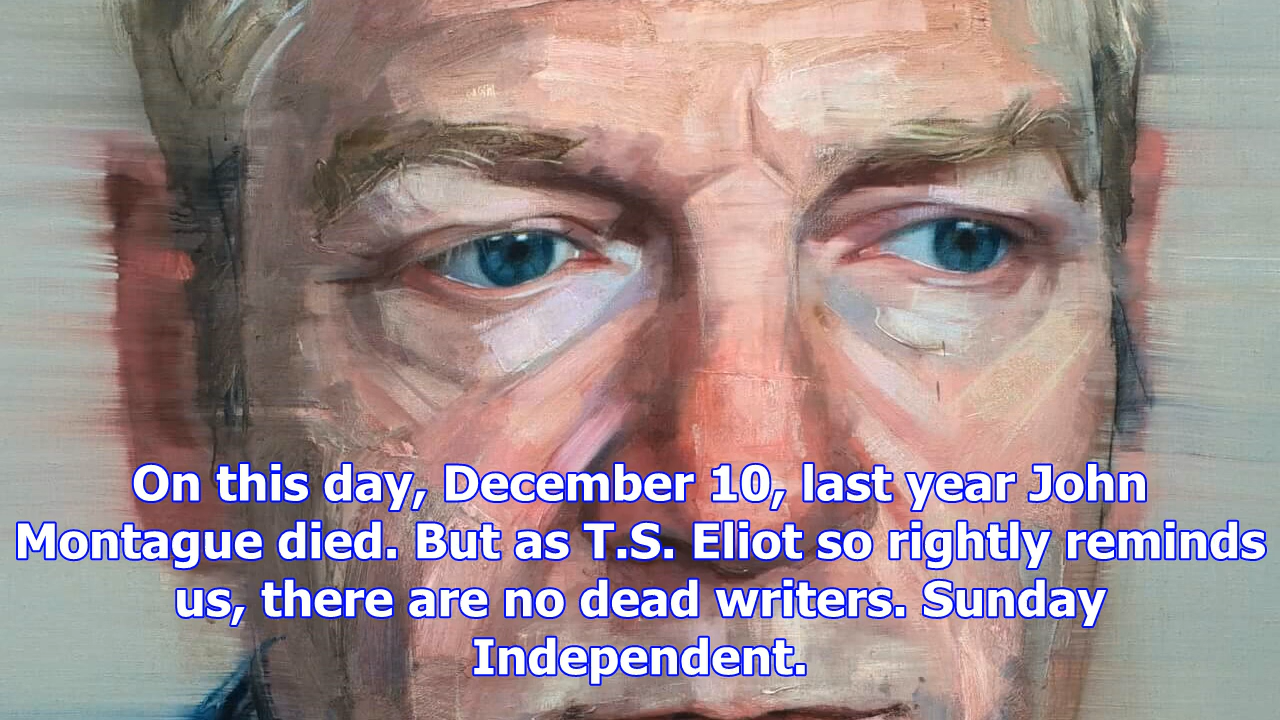 On this day, December 10, last year John
Montague died. But as T.S. Eliot so rightly reminds
us, there are no dead writers. Sunday
Independent.